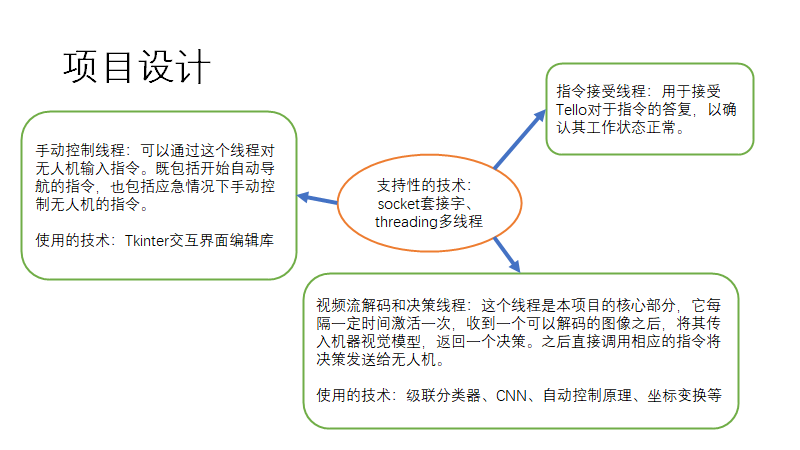 项目设计
手动控制线程：可以通过这个线程对
无人机输入指令。既包括开始自动导
航的指令，也包括应急情况下手动控
制无人机的指令。
使用的技术：Tkinter交互界面编辑库
支持性的技术：
socket套接字、
threading多线程
指令接受线程：用于接受
Tello对于指令的答复，以确
认其工作状态正常。
视频流解码和决策线程：这个线程是本项目的核心部分，它每
隔一定时间激活一次，收到一个可以解码的图像之后，将其传
入机器视觉模型，返回一个决策。之后直接调用相应的指令将
决策发送给无人机。
使用的技术：级联分类器、CNN、自动控制原理、坐标变换等